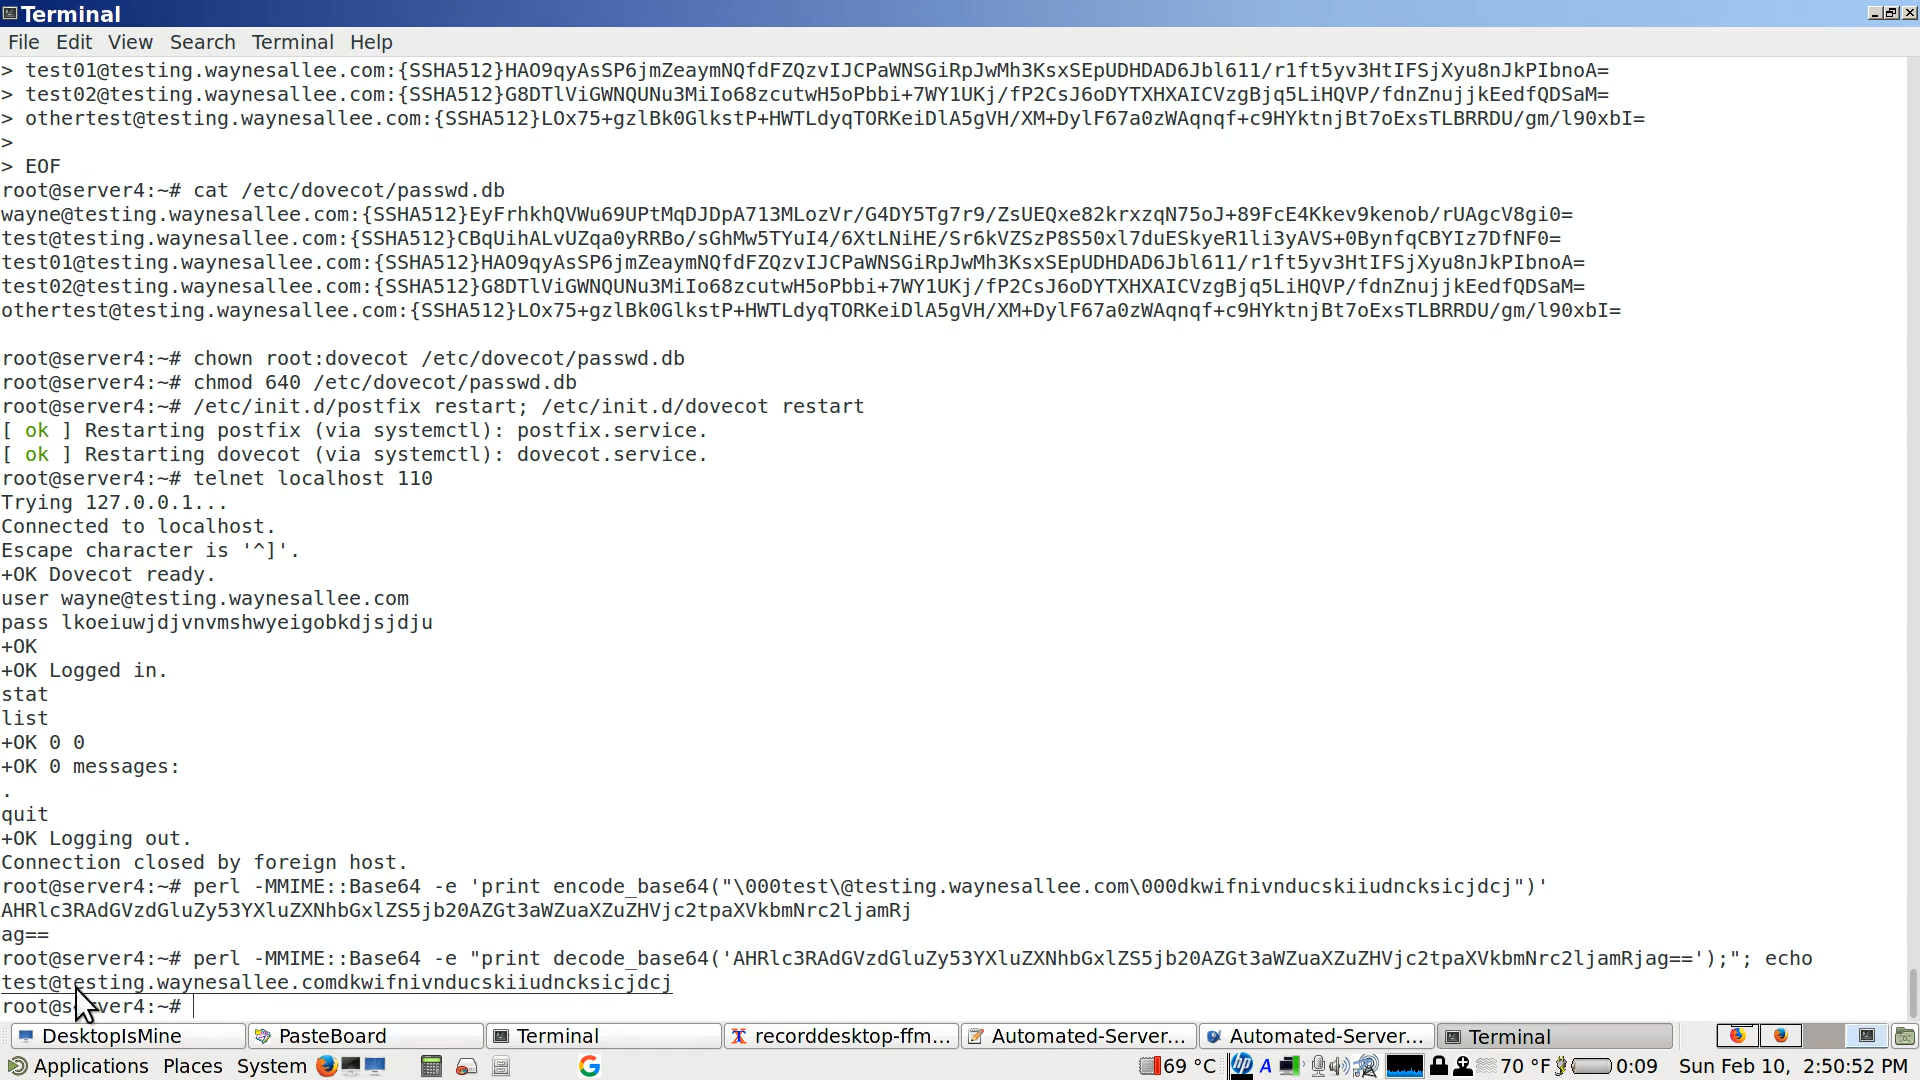 Terminal
File Edit View Search Terminal Help
> test01@testing.waynesallee.com:{SSHA512}HAO9qyAsSP6jmZeaymNQfdFZQzvIJCPaWNSGiRpJwMh3KsxSEpUDHDAD6Jbl611/r1ft5yv3HtIFSjXyu8nJkPIbnoA=
> test02@testing.waynesallee.com:{SSHA512}G8DTlViGWNQUNu3MiIo68zcutwH5oPbbi+7WY1UKj/fP2CsJ6oDYTXHXAICVzgBjq5LiHQVP/fdnZnujjkEedfQDSaM=
> othertest@testing.waynesallee.com:{SSHA512}LOx75+gzlBk0GlkstP+HWTLdyqTORKeiDlA5gVH/XM+DylF67a0zWAqnqf+c9HYktnjBt7oExsTLBRRDU/gm/l90xbI=
>
> EOF
root@server4:~# cat /etc/dovecot/passwd.db
wayne@testing.waynesallee.com:{SSHA512}EyFrhkhQVWu69UPtMqDJDpA713MLozVr/G4DY5Tg7r9/ZsUEQxe82krxzqN75oJ+89FcE4Kkev9kenob/rUAgcV8gi0=
test@testing.waynesallee.com:{SSHA512}CBqUihALvUZqa0yRRBo/sGhMw5TYuI4/6XtLNiHE/Sr6kVZSzP8S50xl7duESkyeR1li3yAVS+0BynfqCBYIz7DfNF0=
test01@testing.waynesallee.com:{SSHA512}HAO9qyAsSP6jmZeaymNQfdFZQzvIJCPaWNSGiRpJwMh3KsxSEpUDHDAD6Jbl611/r1ft5yv3HtIFSjXyu8nJkPIbnoA=
test02@testing.waynesallee.com:{SSHA512}G8DTlViGWNQUNu3MiIo68zcutwH5oPbbi+7WY1UKj/fP2CsJ6oDYTXHXAICVzgBjq5LiHQVP/fdnZnujjkEedfQDSaM=
othertest@testing.waynesallee.com:{SSHA512}LOx75+gzlBk0GlkstP+HWTLdyqTORKeiDlA5gVH/XM+DylF67a0zWAqnqf+c9HYktnjBt7oExsTLBRRDU/gm/l90xbI=
root@server4:~# chown root:dovecot /etc/dovecot/passwd.db
root@server4:~# chmod 640 /etc/dovecot/passwd.db
root@server4:~# /etc/init.d/postfix restart; /etc/init.d/dovecot restart
[ ok ] Restarting postfix (via systemctl): postfix.service.
[ ok ] Restarting dovecot (via systemctl): dovecot.service.
root@server4:~# telnet localhost 110
Trying 127.0.0.1...
Connected to localhost.
Escape character is '^]'.
+OK Dovecot ready.
user wayne@testing.waynesallee.com
pass lkoeiuwjdjvnvmshwyeigobkdjsjdju
+OK
+OK Logged in.
stat
list
+OK 0 0
+OK 0 messages:
.
quit
+OK Logging out.
Connection closed by foreign host.
root@server4:~# perl -MMIME::Base64 -e 'print encode_base64("\000test\@testing.waynesallee.com\000dkwifnivnducskiiudncksicjdcj")'
AHRlc3RAdGVzdGluZy53YXluZXNhbGxlZS5jb20AZGt3aWZuaXZuZHVjc2tpaXVkbmNrc2ljamRj
ag==
root@server4:~# perl -MMIME::Base64 -e "print decode_base64('AHRlc3RAdGVzdGluZy53YXluZXNhbGxlZS5jb20AZGt3aWZuaXZuZHVjc2tpaXVkbmNrc2ljamRjag==');"; echo
test@testing.waynesallee.comdkwifnivnducskiiudncksicjdcj
root@server4:~#
DesktopIsMine PasteBoard Terminal recorddesktop-ffm... Automated-Server... Automated-Server... Terminal
Applications Places System 69 °C A 70 °F 0:09 Sun Feb 10, 2:50:52 PM